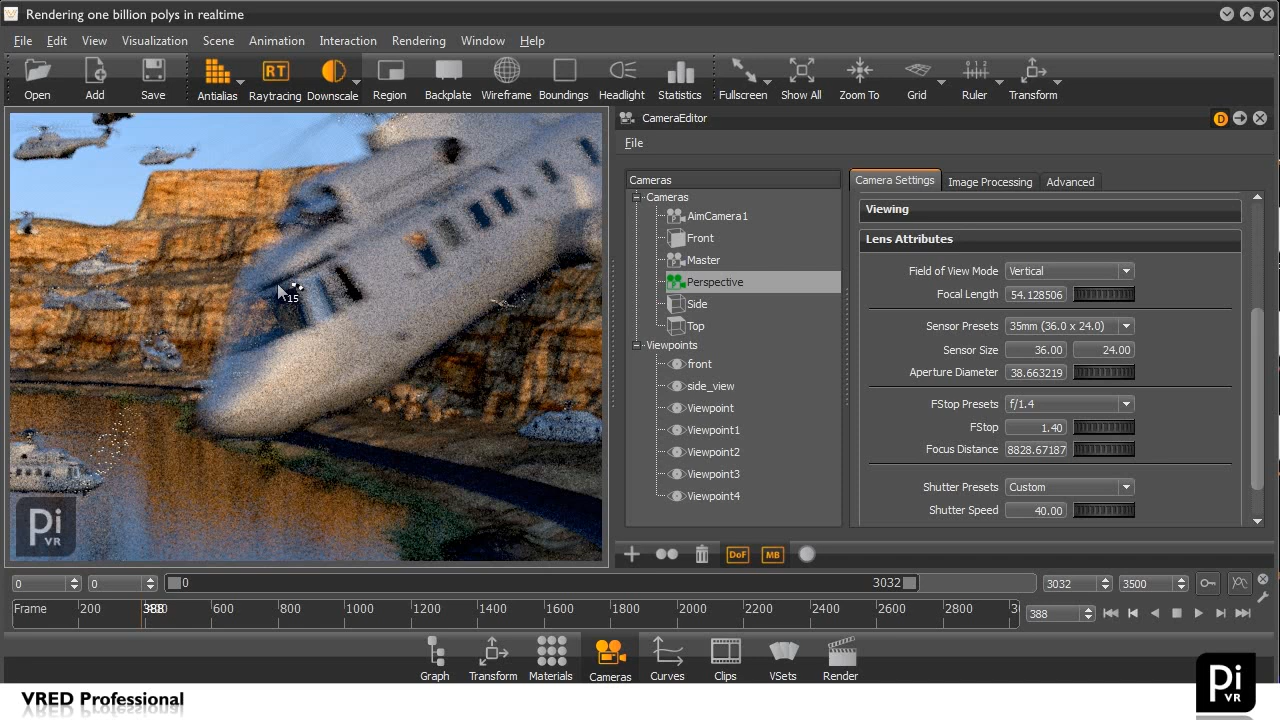 Rendering one billion polys in realtime
File Edit View Visualization Scene Animation Interaction Rendering Window Help
RT
Open Add Save Antialias Raytracing Downscale Region Backplate Wireframe Boundings Headlight Statistics Fullscreen Show All Zoom To Grid Ruler Transform
CameraEditor D
File
Cameras
Cameras
AimCamera1
Front
Master
Perspective
Side
Top
Viewpoints
front
side_view
Viewpoint
Viewpoint1
Viewpoint2
Viewpoint3
Viewpoint4
Camera Settings Image Processing Advanced
Viewing
Lens Attributes
Field of View Mode Vertical
Focal Length 54.128506
Sensor Presets 35mm (36.0 x 24.0)
Sensor Size 36.00 24.00
Aperture Diameter 38.663219
FStop Presets f/1.4
FStop 1.40
Focus Distance 8828.67187
Shutter Presets Custom
Shutter Speed 40.00
15
Pi
VR
DoF MB
0 0 0 3032 3032 3500
Frame 200 388 600 800 1000 1200 1400 1600 1800 2000 2200 2400 2600 2800 388
Graph Transform Materials Cameras Curves Clips VSets Render
VRED Professional
Pi
VR